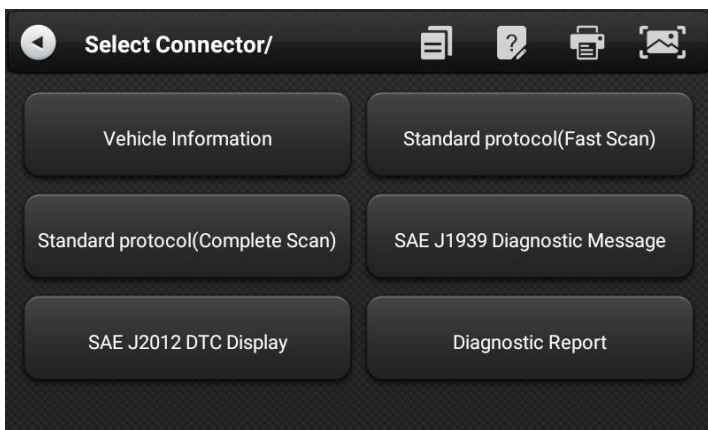 Select Connector/
Vehicle Information
Standard protocol(Fast Scan)
Standard protocol(Complete Scan)
SAE J1939 Diagnostic Message
SAE J2012 DTC Display
Diagnostic Report